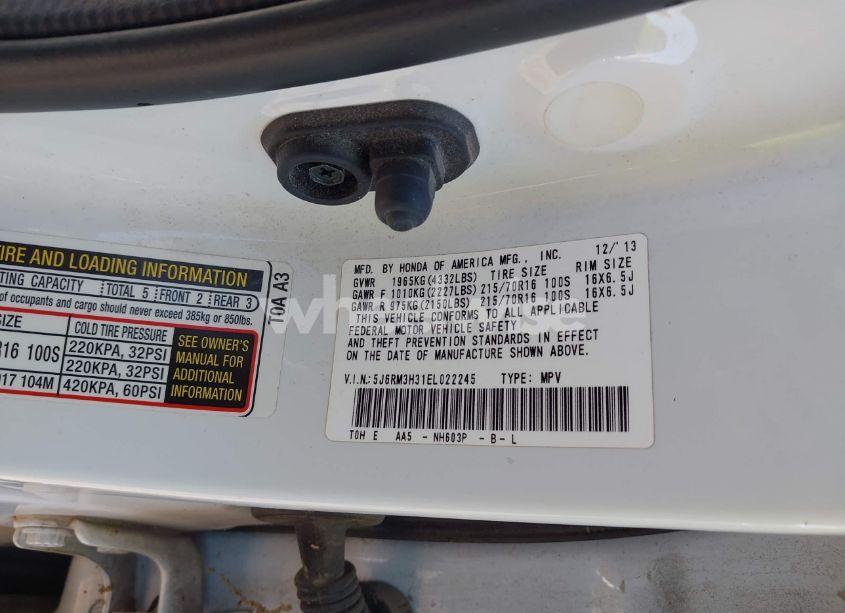 TIRE AND LOADING INFORMATION
TING CAPACITY TOTAL 5 FRONT 2 REAR 3
of occupants and cargo should never exceed 385kg or 850lbs.
SIZE COLD TIRE PRESSURE
R16 100S 220KPA, 32PSI
220KPA, 32PSI
D17 104M 420KPA, 60PSI
SEE OWNER'S
MANUAL FOR
ADDITIONAL
INFORMATION
T0A A3
MFD. BY HONDA OF AMERICA MFG., INC. 12/'13
GVWR 1965KG(4332LBS) TIRE SIZE RIM SIZE
GAWR F 1010KG(2227LBS) 215/70R16 100S 16X6.5J
GAWR R 975KG(2150LBS) 215/70R16 100S 16X6.5J
THIS VEHICLE CONFORMS TO ALL APPLICABLE
FEDERAL MOTOR VEHICLE SAFETY
AND THEFT PREVENTION STANDARDS IN EFFECT
ON THE DATE OF MANUFACTURE SHOWN ABOVE.
V.I.N.:5J6RM3H31EL022245 TYPE: MPV
T0H E AA5 - NH603P - B - L